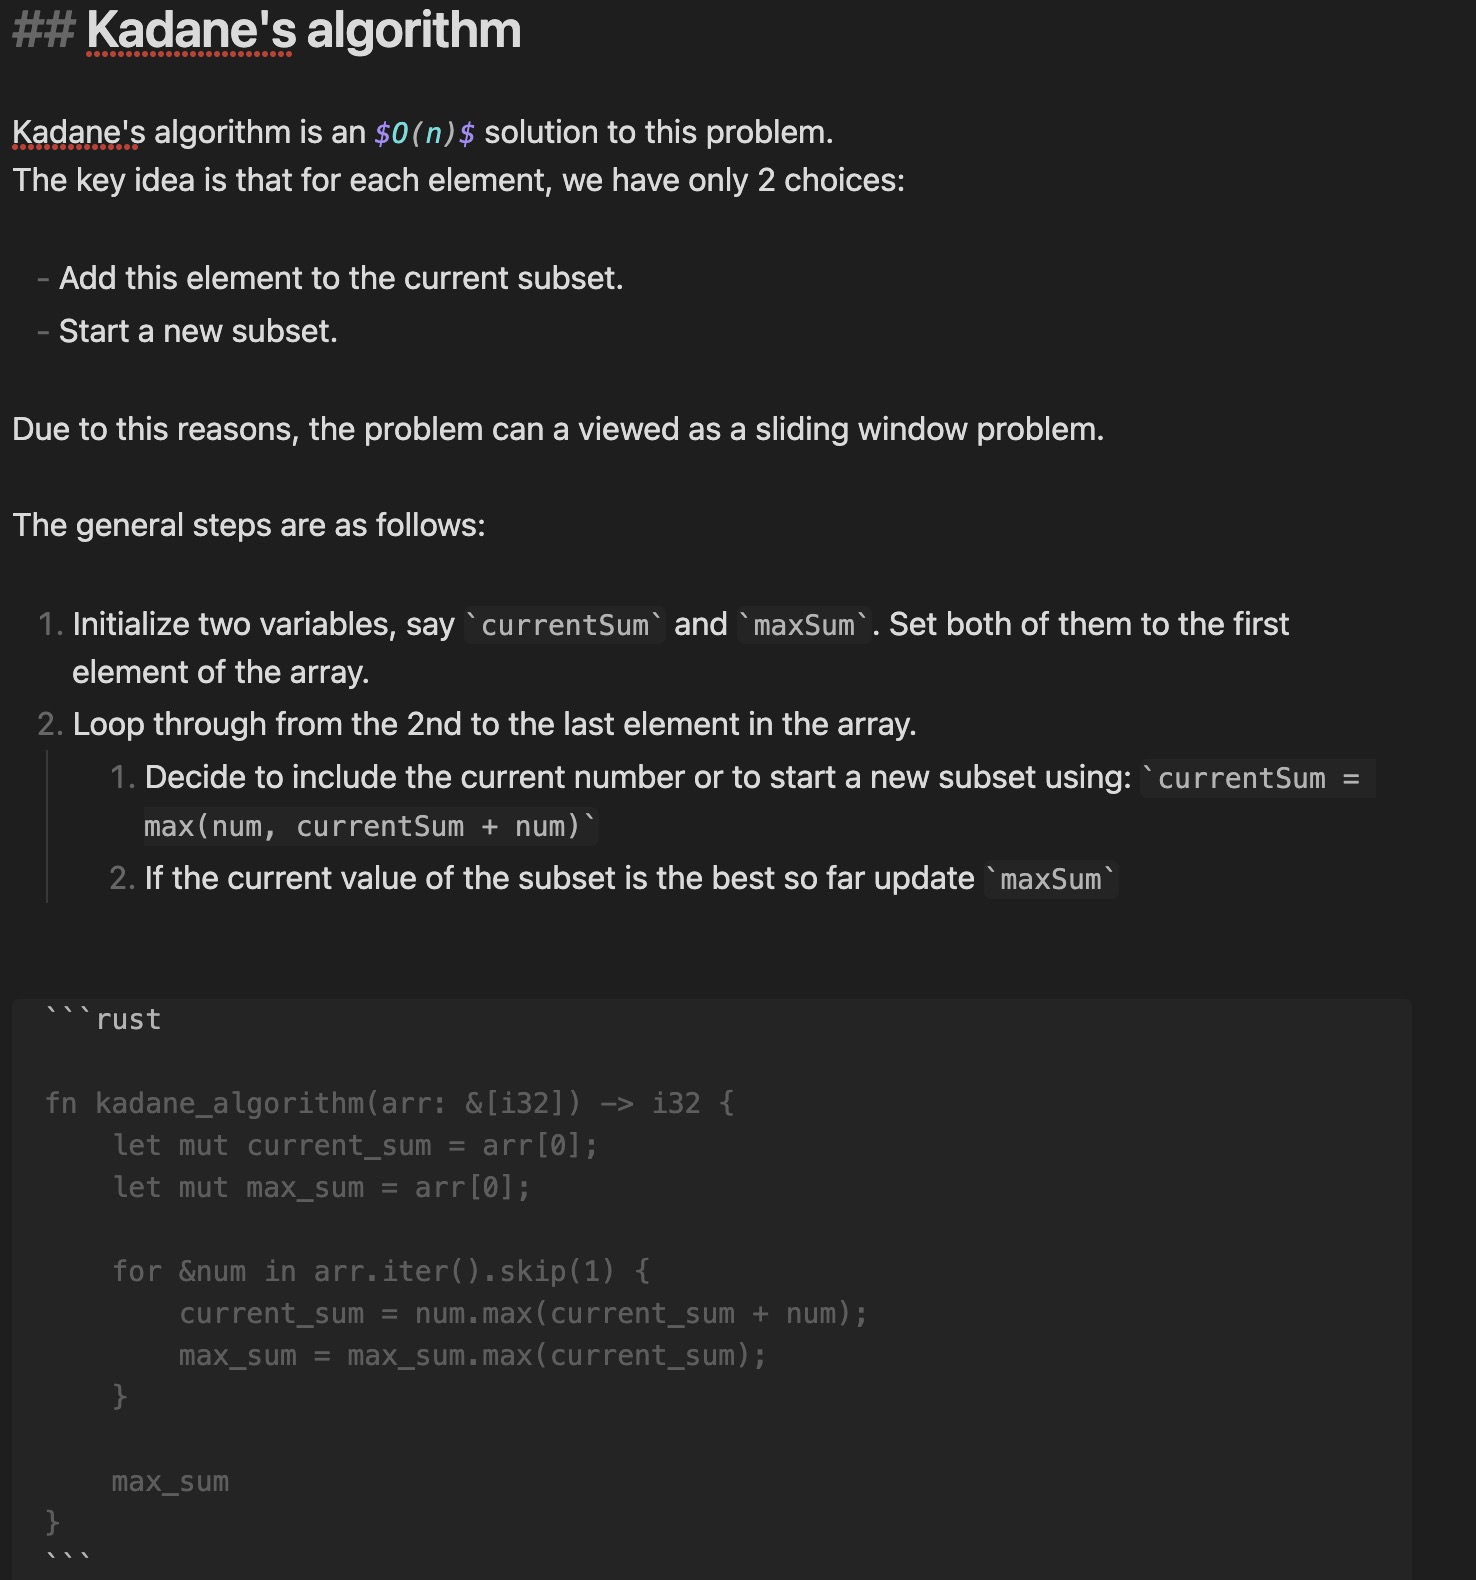 ## Kadane's algorithm
Kadane's algorithm is an $O(n)$ solution to this problem.
The key idea is that for each element, we have only 2 choices:
- Add this element to the current subset.
- Start a new subset.
Due to this reasons, the problem can a viewed as a sliding window problem.
The general steps are as follows:
1. Initialize two variables, say `currentSum` and `maxSum`. Set both of them to the first
element of the array.
2. Loop through from the 2nd to the last element in the array.
1. Decide to include the current number or to start a new subset using: `currentSum =
max(num, currentSum + num)`
2. If the current value of the subset is the best so far update `maxSum`
```rust
fn kadane_algorithm(arr: &[i32]) -> i32 {
    let mut current_sum = arr[0];
    let mut max_sum = arr[0];
    for &num in arr.iter().skip(1) {
        current_sum = num.max(current_sum + num);
        max_sum = max_sum.max(current_sum);
    }
    max_sum
}
```